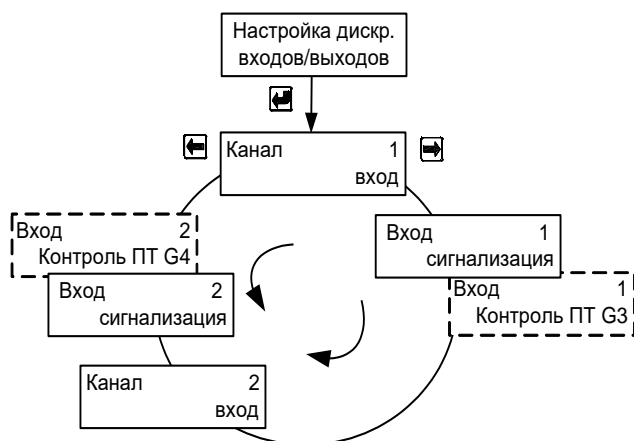 Настройка дискр.
входов/выходов
Канал 1
вход
Вход 2
Контроль ПТ G4
Вход 1
сигнализация
Вход 2
сигнализация
Вход 1
Контроль ПТ G3
Канал 2
вход